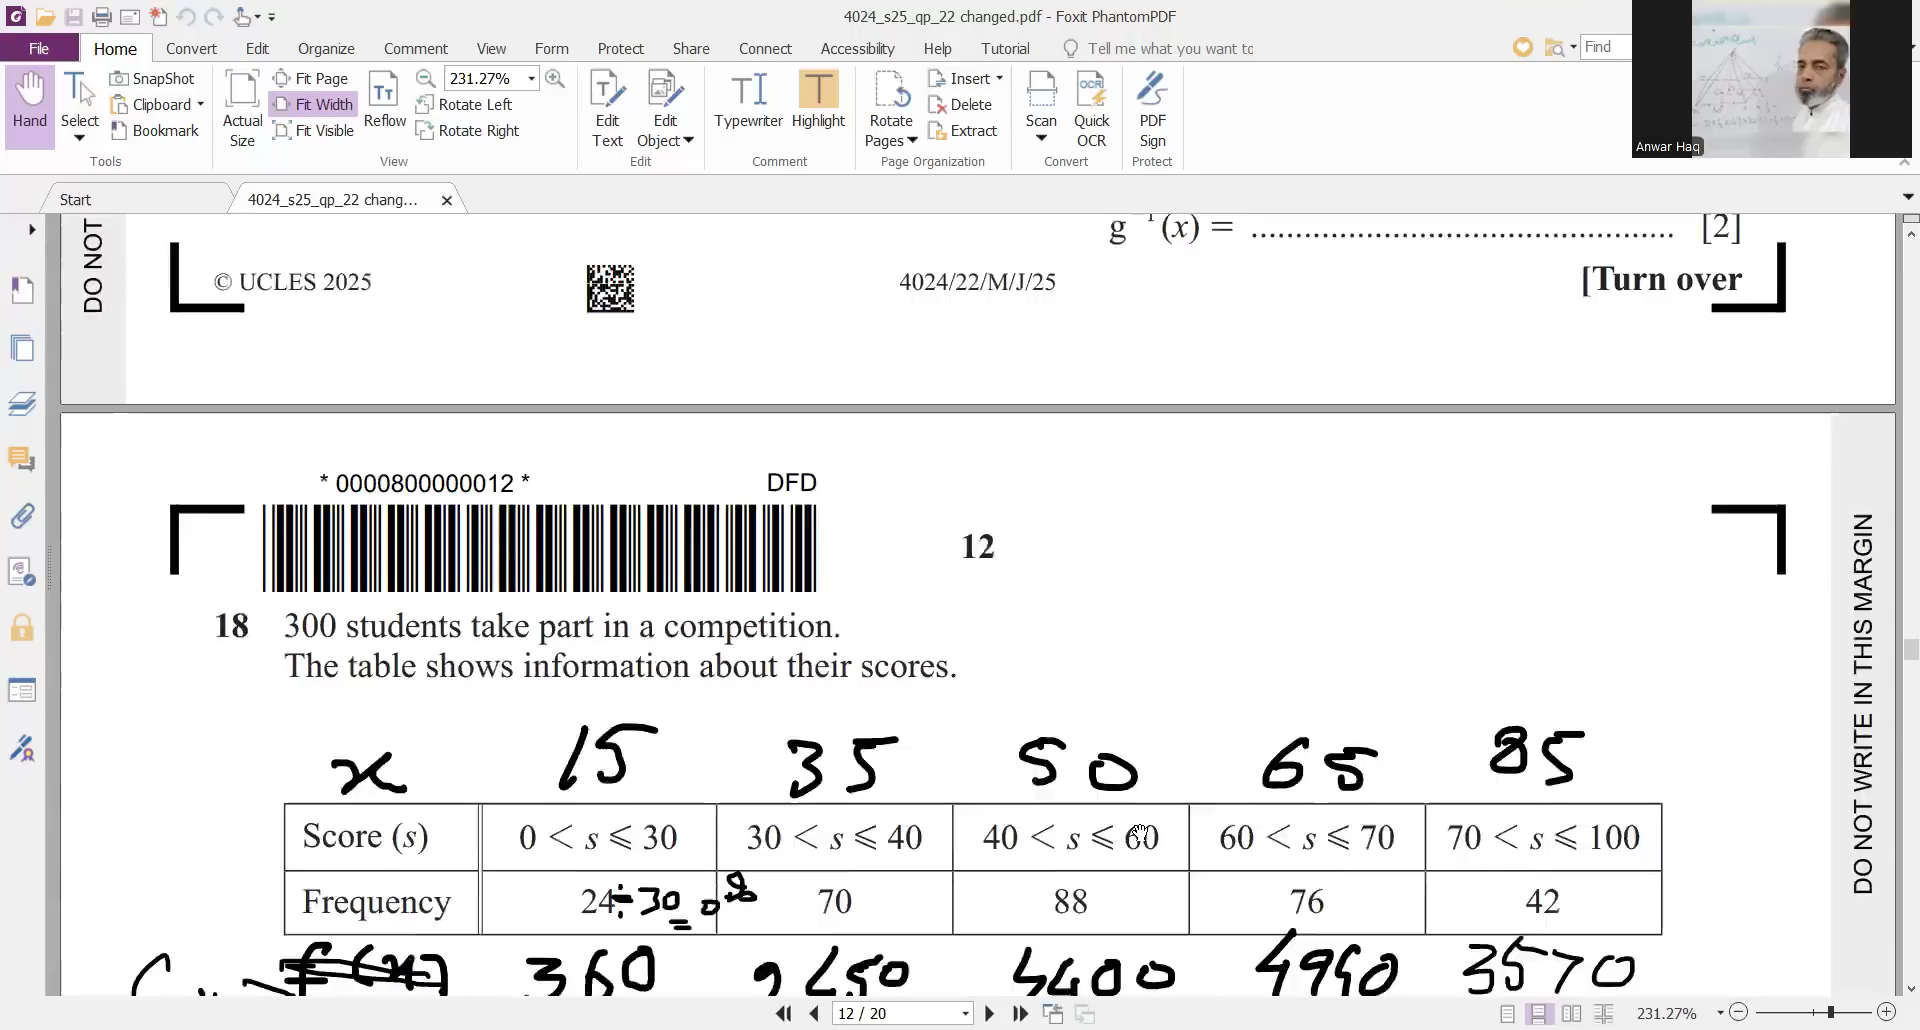 4024_s25_qp_22 changed.pdf - Foxit PhantomPDF
File Home Convert Edit Organize Comment View Form Protect Share Connect Accessibility Help Tutorial Tell me what you want to Find
Hand Select SnapShot Clipboard Bookmark Actual Size Fit Page Fit Width Fit Visible Reflow 231.27% Rotate Left Rotate Right Edit Text Edit Object Typewriter Highlight Rotate Pages Insert Delete Extract Scan Quick OCR PDF Sign
Tools View Edit Comment Page Organization Convert Protect
Anwar Haq
Start 4024_s25_qp_22 chang...
DO NOT
g⁻¹(x) = ................................................ [2]
© UCLES 2025 4024/22/M/J/25 [Turn over
* 0000800000012 * DFD
12
DO NOT WRITE IN THIS MARGIN
18 300 students take part in a competition.
The table shows information about their scores.
x 15 35 50 65 85
Score (s) 0 < s ⩽ 30 30 < s ⩽ 40 40 < s ⩽ 60 60 < s ⩽ 70 70 < s ⩽ 100
Frequency 24 ÷30 = 0.8 70 88 76 42
f(x) 360 2450 4400 4940 3570
12 / 20 231.27%